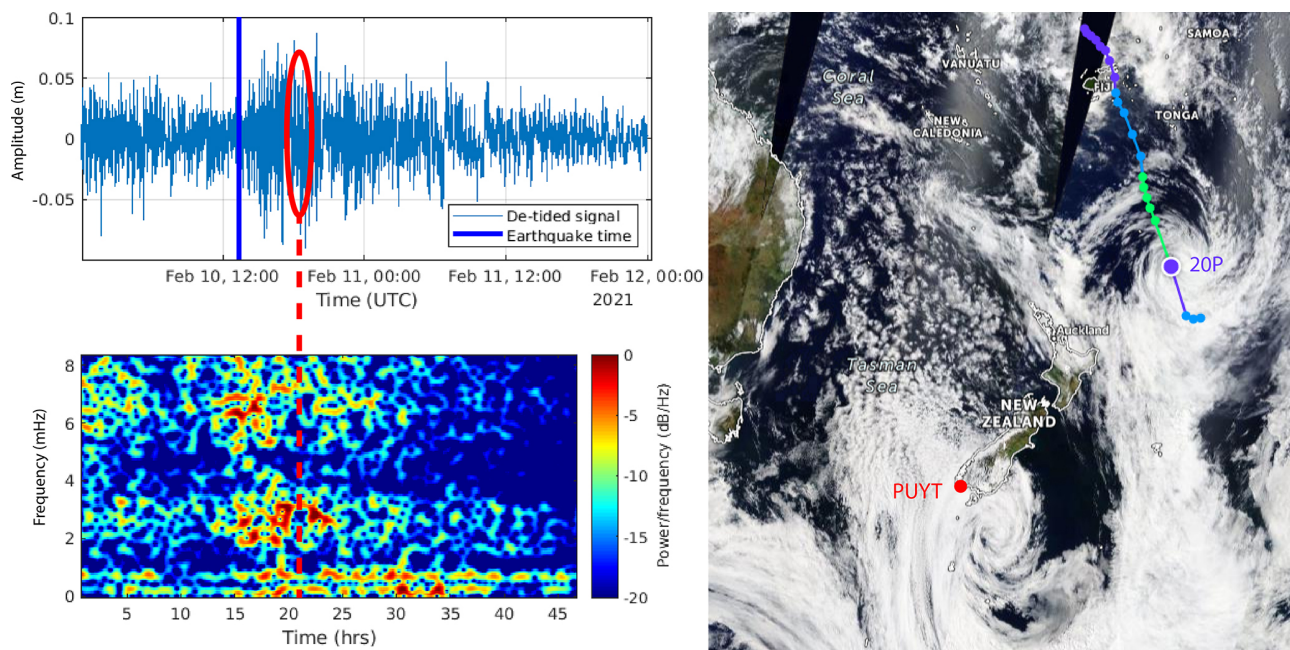 0.1
0.05
0
-0.05
Amplitude (m)
De-tided signal
Earthquake time
Feb 10, 12:00
Feb 11, 00:00
Feb 11, 12:00
Feb 12, 00:00
Time (UTC)
2021
8
6
4
2
0
Frequency (mHz)
5
10
15
20
25
30
35
40
45
Time (hrs)
0
-5
-10
-15
-20
Power/frequency (dB/Hz)
SAMOA
VANUATU
Coral
Sea
FIJI
TONGA
NEW
CALEDONIA
20P
Auckland
Tasman
Sea
NEW
ZEALAND
PUYT